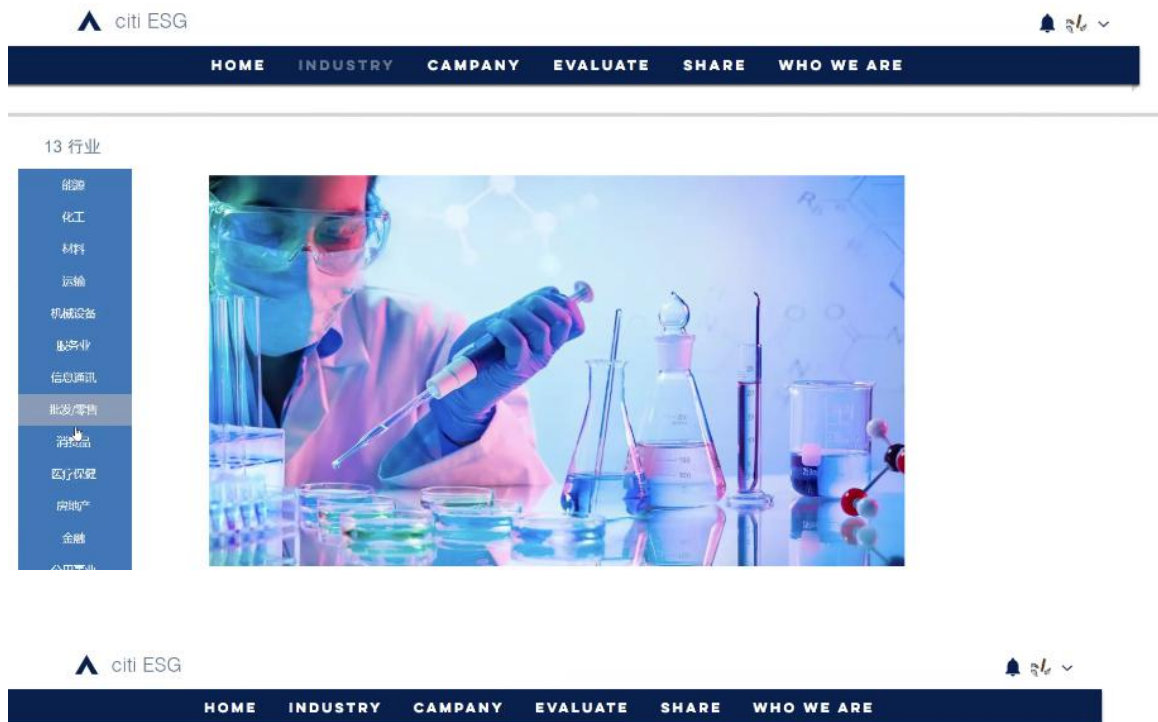 citi ESG
HOME INDUSTRY CAMPANY EVALUATE SHARE WHO WE ARE
13 行业
能源
化工
材料
运输
机械设备
服务业
信息通讯
批发/零售
消费品
医疗保健
房地产
金融
citi ESG
HOME INDUSTRY CAMPANY EVALUATE SHARE WHO WE ARE